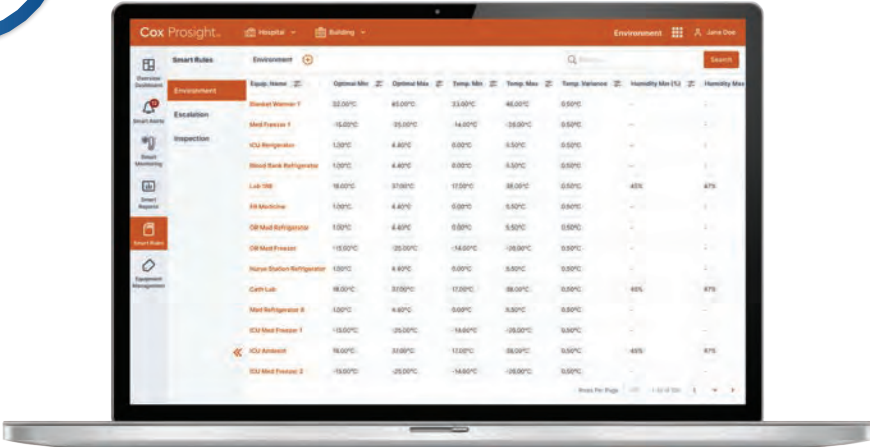 Cox Prosight™ Hospital Building Environment Jane Doe
Smart Rules Environment Search
Overview Dashboard
Smart Alerts
Smart Monitoring
Smart Reports
Smart Rules
Equipment Management
Environment
Escalation
Inspection
Equip. Name Optimal Min Optimal Max Temp. Min Temp. Max Temp. Variance Humidity Min (%) Humidity Max
Blanket Warmer 1 32.00°C 45.00°C 33.00°C 46.00°C 0.50°C - -
Med Freezer 1 -15.00°C -25.00°C -14.00°C -26.00°C 0.50°C - -
ICU Refrigerator 1.00°C 4.40°C 0.00°C 5.50°C 0.50°C - -
Blood Bank Refrigerator 1.00°C 4.40°C 0.00°C 5.50°C 0.50°C - -
Lab 18.00°C 37.00°C 17.00°C 38.00°C 0.50°C 45% 67%
ER Medicine 1.00°C 4.40°C 0.00°C 5.50°C 0.50°C - -
OR Med Refrigerator 1.00°C 4.40°C 0.00°C 5.50°C 0.50°C - -
OR Med Freezer -15.00°C -25.00°C -14.00°C -26.00°C 0.50°C - -
Nurse Station Refrigerator 1.00°C 4.40°C 0.00°C 5.50°C 0.50°C - -
Cath Lab 18.00°C 37.00°C 17.00°C 38.00°C 0.50°C 45% 67%
Med Refrigerator 1.00°C 4.40°C 0.00°C 5.50°C 0.50°C - -
ICU Med Freezer 1 -15.00°C -25.00°C -14.00°C -26.00°C 0.50°C - -
ICU Ambient 18.00°C 37.00°C 17.00°C 38.00°C 0.50°C 45% 67%
ICU Med Freezer 2 -15.00°C -25.00°C -14.00°C -26.00°C 0.50°C - -
Rows Per Page